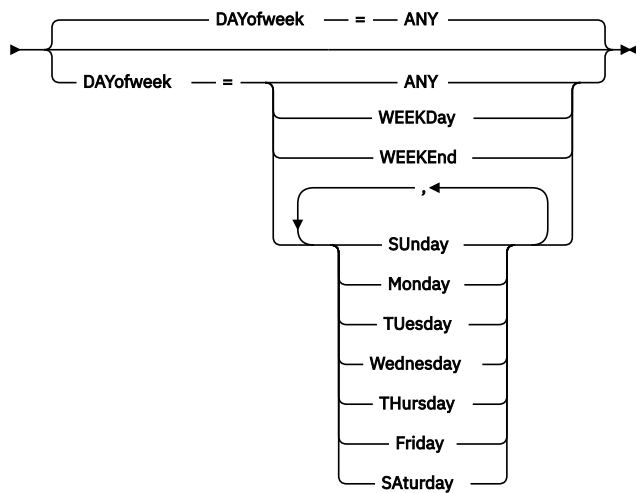 DAYofweek = ANY
DAYofweek = ANY
WEEKDay
WEEKEnd
,
SUnday
Monday
TUesday
Wednesday
THursday
Friday
SAturday